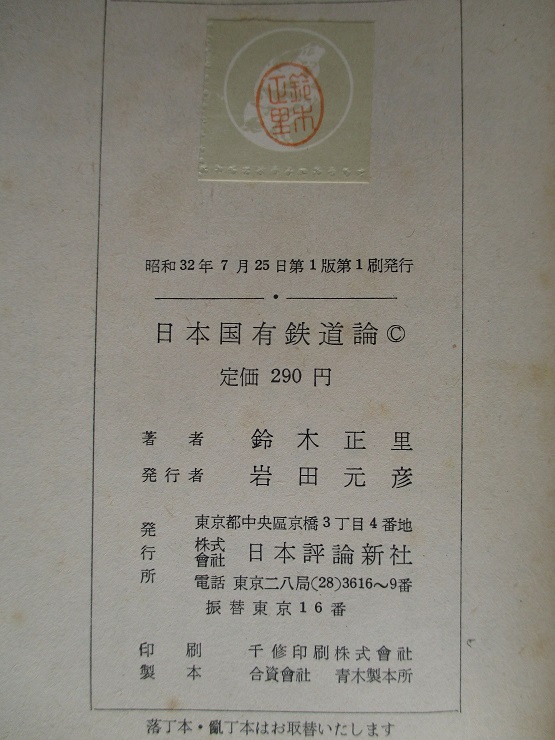 鈴木
正里
昭和32年7月25日第1版第1刷発行
日本国有鉄道論©
定価 290 円
著者 鈴木正里
発行者 岩田元彦
発行所 東京都中央區京橋3丁目4番地
株式會社 日本評論新社
電話 東京二八局(28)3616〜9番
振替東京16番
印刷 千修印刷株式會社
製本 合資會社 青木製本所
落丁本・亂丁本はお取替いたします